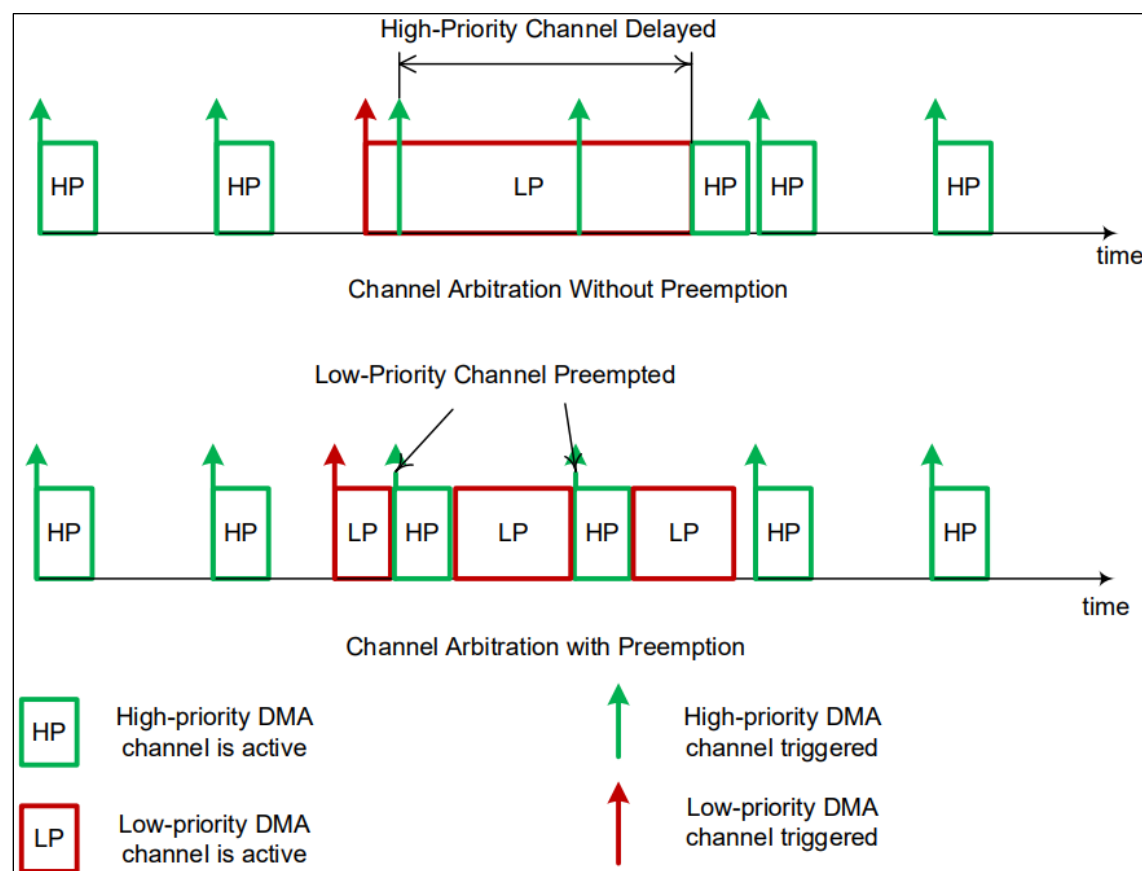 High-Priority Channel Delayed
HP
HP
LP
HP
HP
HP
time
Channel Arbitration Without Preemption
Low-Priority Channel Preempted
HP
HP
LP
HP
LP
HP
LP
HP
HP
time
Channel Arbitration with Preemption
HP
High-priority DMA
channel is active
High-priority DMA
channel triggered
LP
Low-priority DMA
channel is active
Low-priority DMA
channel triggered